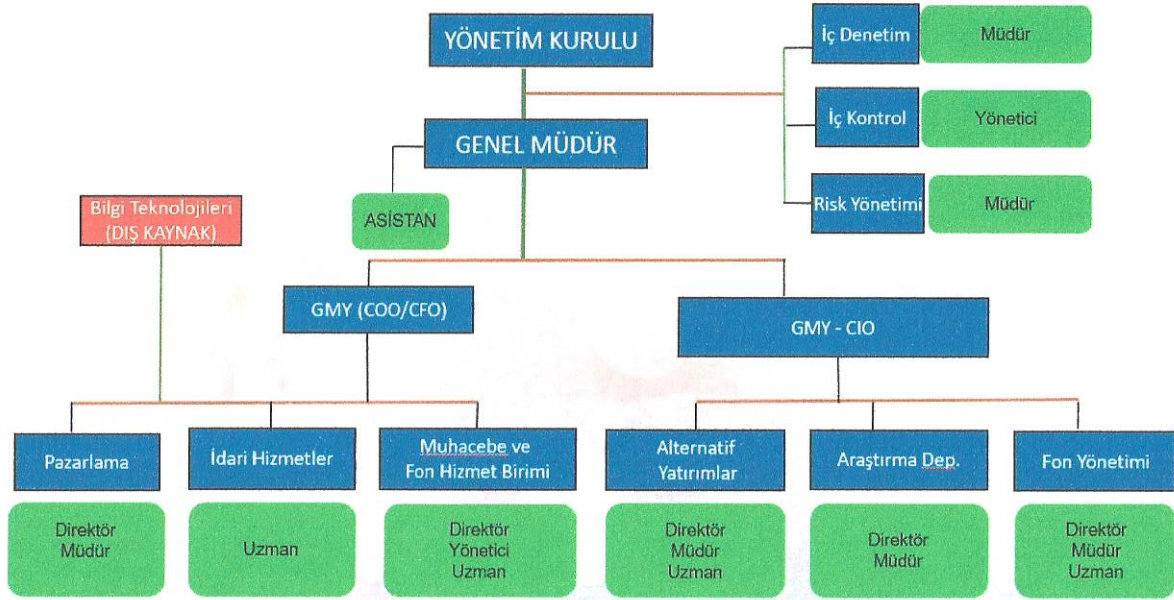 YÖNETİM KURULU
İç Denetim
Müdür
İç Kontrol
Yönetici
Risk Yönetimi
Müdür
GENEL MÜDÜR
ASİSTAN
Bilgi Teknolojileri
(DIŞ KAYNAK)
GMY (COO/CFO)
GMY - CIO
Pazarlama
İdari Hizmetler
Muhacebe ve
Fon Hizmet Birimi
Alternatif
Yatırımlar
Araştırma Dep.
Fon Yönetimi
Direktör
Müdür
Uzman
Direktör
Yönetici
Uzman
Direktör
Müdür
Uzman
Direktör
Müdür
Direktör
Müdür
Uzman